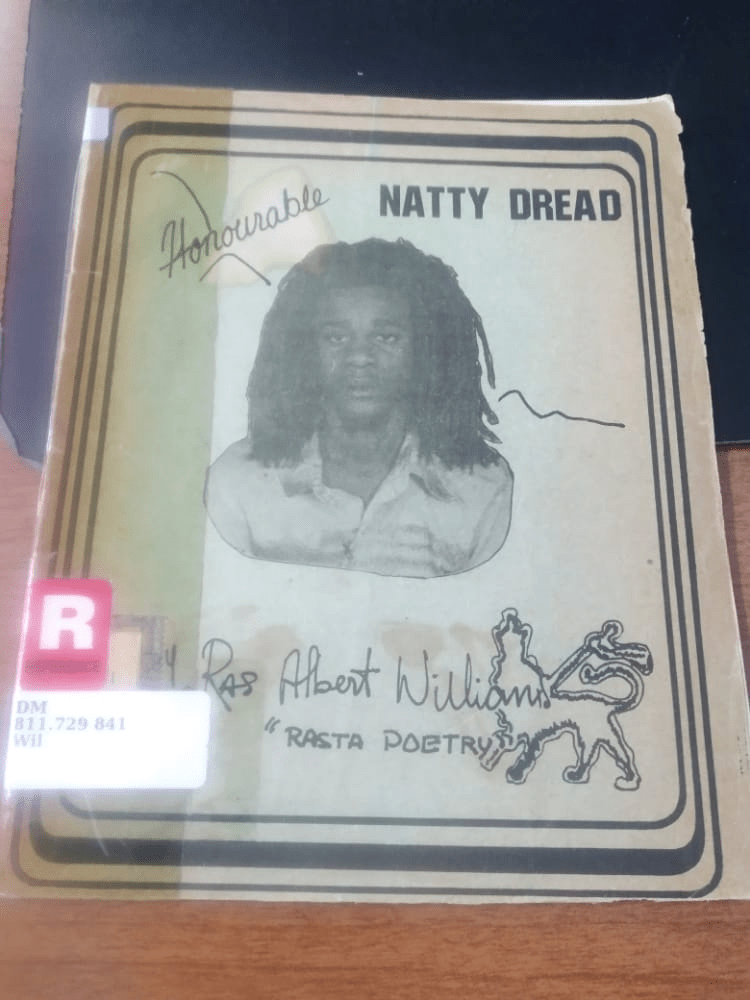 Honourable NATTY DREAD
Ras Albert Williams
"RASTA POETRY"
R
DM
811.729 841
Wil